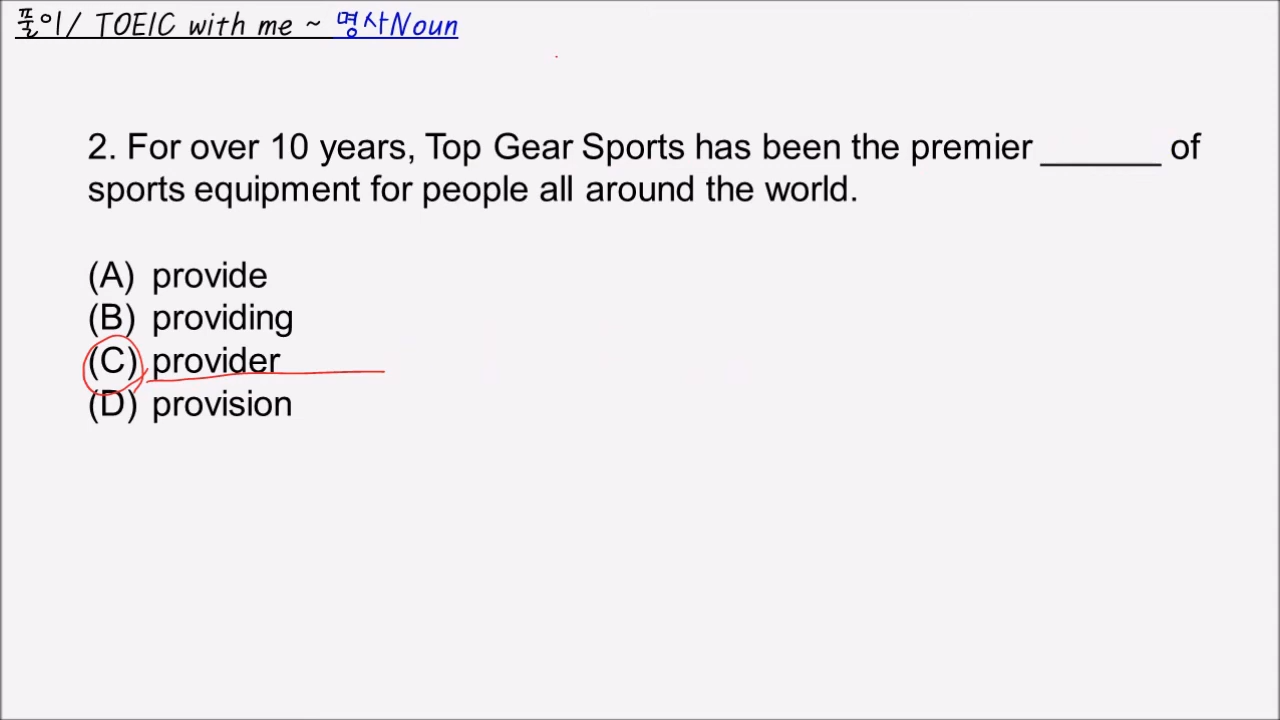 풀이/ TOEIC with me ~ 명사Noun
2. For over 10 years, Top Gear Sports has been the premier ______ of
sports equipment for people all around the world.
(A) provide
(B) providing
(C) provider
(D) provision